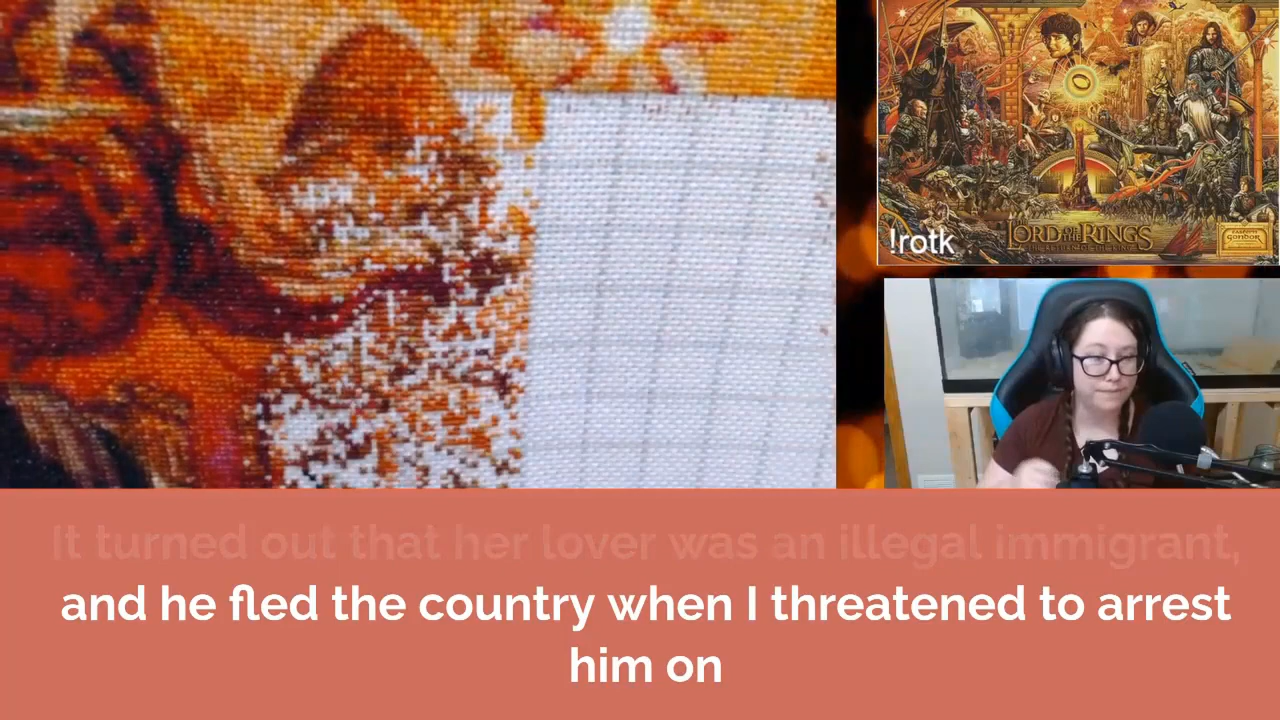 !rotk
LORD OF THE RINGS
GONDOR
It turned out that her lover was an illegal immigrant,
and he fled the country when I threatened to arrest
him on